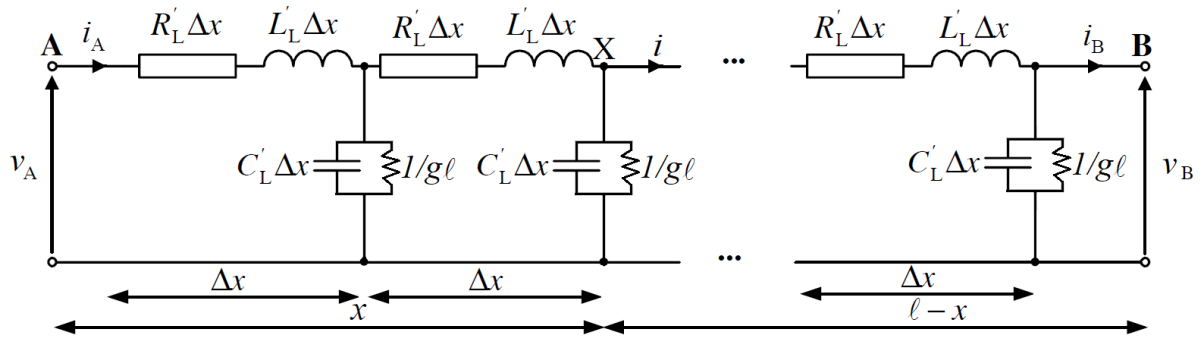 A i_A R'_L Δx L'_L Δx R'_L Δx L'_L Δx X i ... R'_L Δx L'_L Δx i_B B
v_A C'_L Δx 1/gℓ C'_L Δx 1/gℓ C'_L Δx 1/gℓ v_B
...
Δx Δx Δx
x ℓ – x